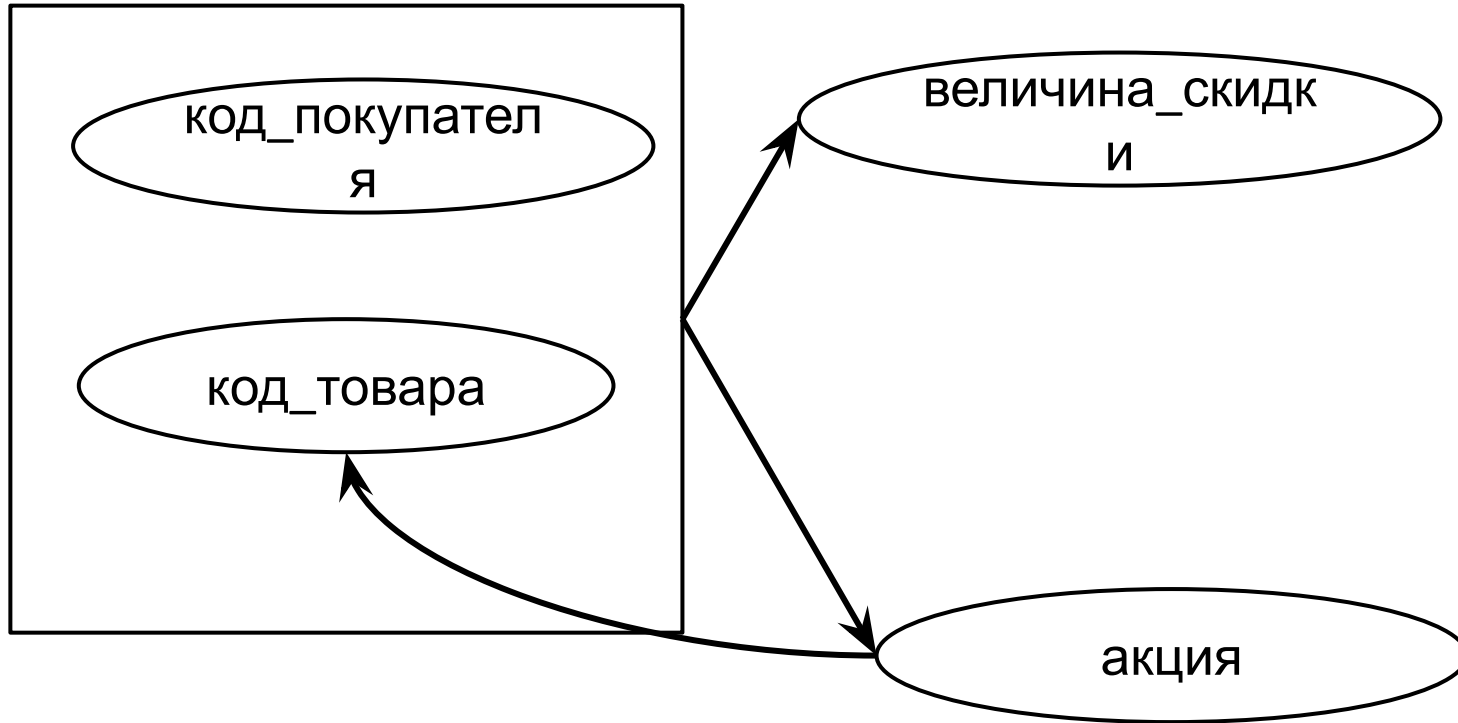 код_покупател
я
величина_скидк
и
код_товара
акция